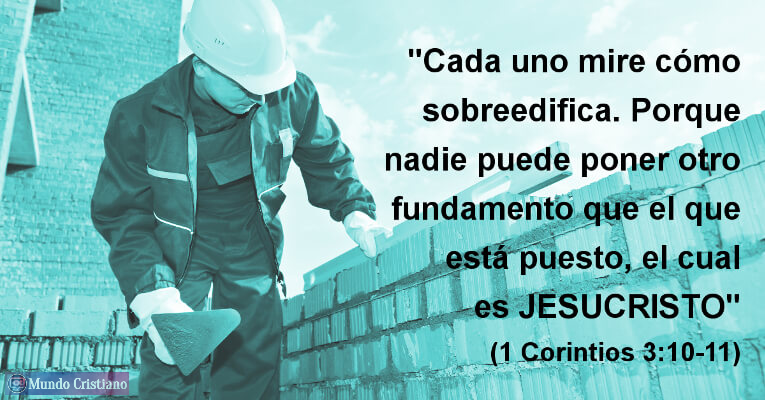 "Cada uno mire cómo
sobreedifica. Porque
nadie puede poner otro
fundamento que el que
está puesto, el cual
es JESUCRISTO"
(1 Corintios 3:10-11)
Mundo Cristiano